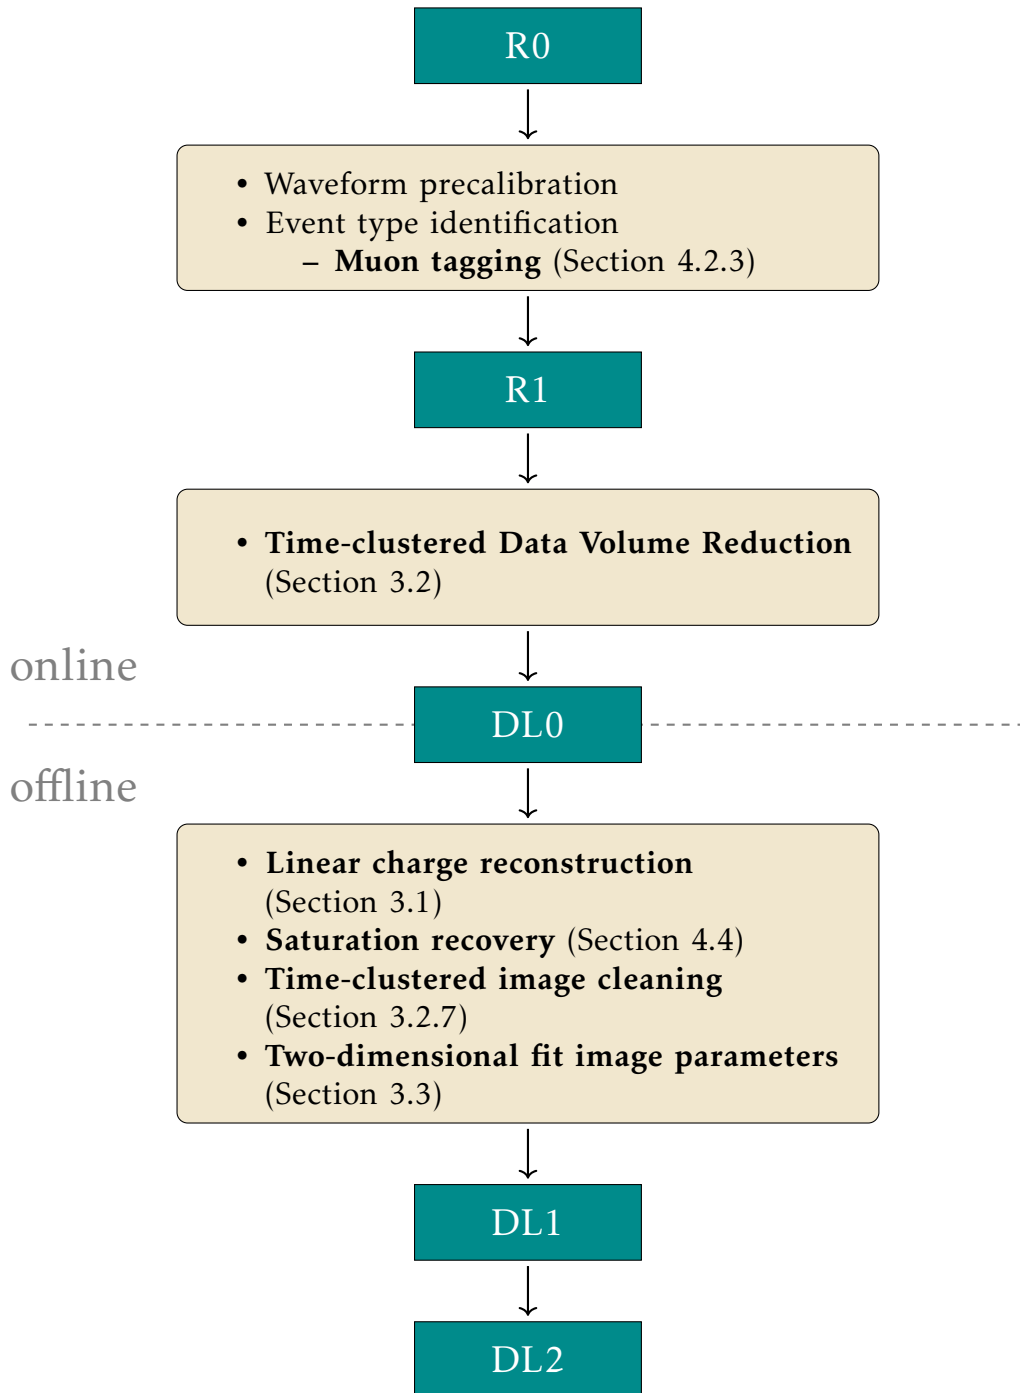 R0
• Waveform precalibration
• Event type identification
– Muon tagging (Section 4.2.3)
R1
• Time-clustered Data Volume Reduction
(Section 3.2)
online
DL0
offline
• Linear charge reconstruction
(Section 3.1)
• Saturation recovery (Section 4.4)
• Time-clustered image cleaning
(Section 3.2.7)
• Two-dimensional fit image parameters
(Section 3.3)
DL1
DL2